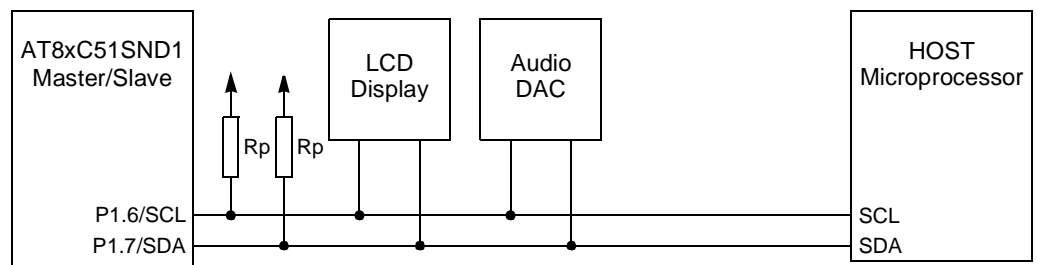 AT8xC51SND1
Master/Slave
LCD
Display
Audio
DAC
HOST
Microprocessor
Rp
Rp
P1.6/SCL
SCL
P1.7/SDA
SDA